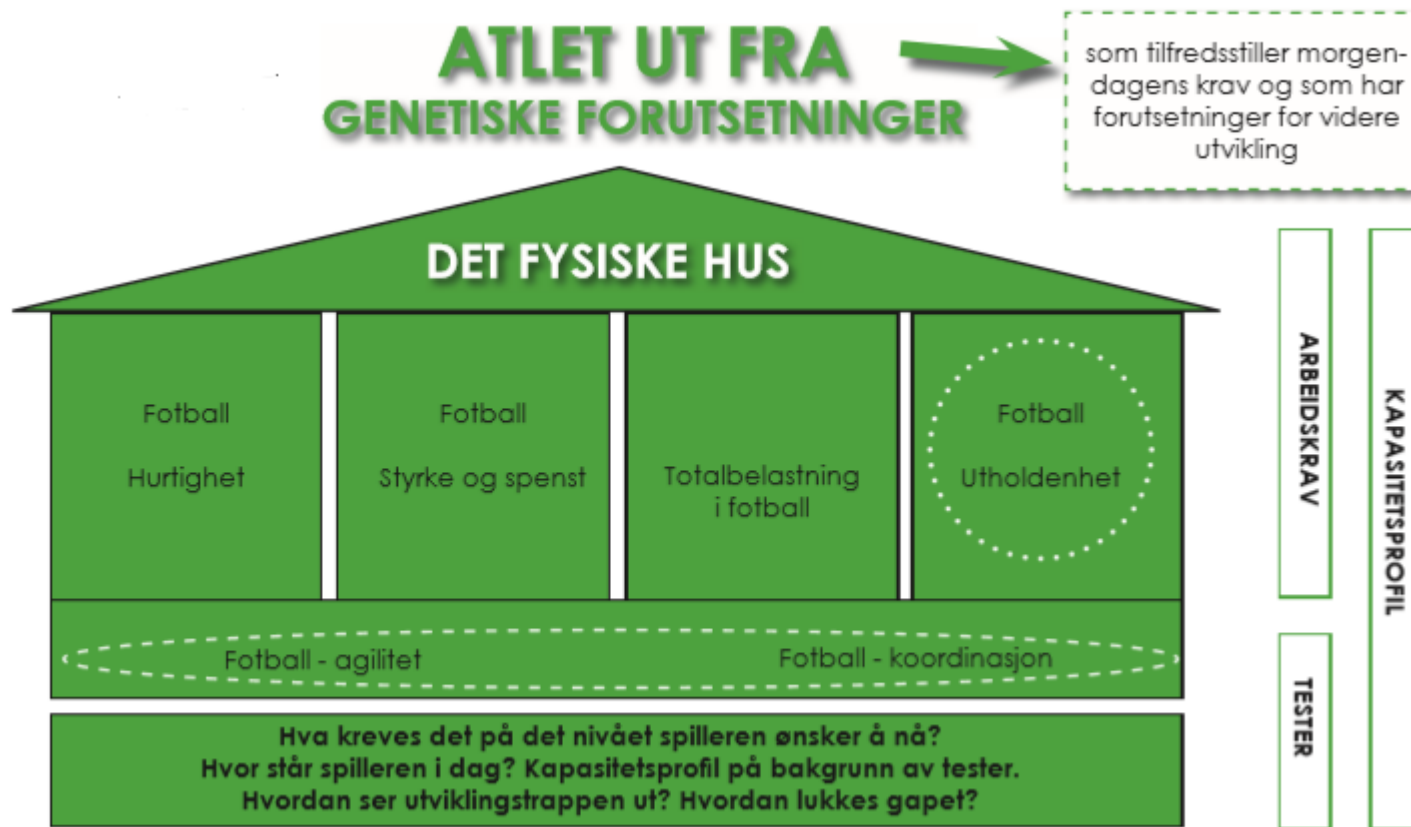 ATLET UT FRA
GENETISKE FORUTSETNINGER
som tilfredsstiller morgen-
dagens krav og som har
forutsetninger for videre
utvikling
DET FYSISKE HUS
Fotball
Hurtighet
Fotball
Styrke og spenst
Totalbelastning
i fotball
Fotball
Utholdenhet
Fotball - agilitet
Fotball - koordinasjon
Hva kreves det på det nivået spilleren ønsker å nå?
Hvor står spilleren i dag? Kapasitetsprofil på bakgrunn av tester.
Hvordan ser utviklingstrappen ut? Hvordan lukkes gapet?
ARBEIDSKRAV
TESTER
KAPASITETSPROFIL